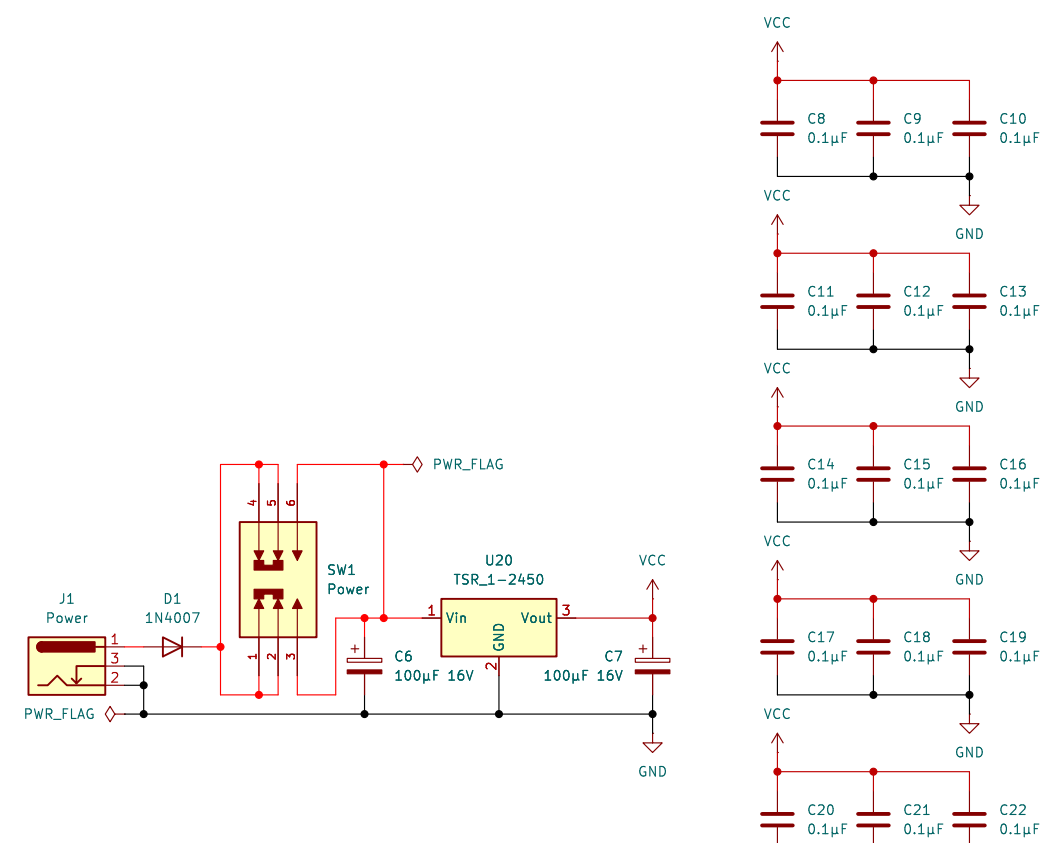 VCC
C8
0.1µF
C9
0.1µF
C10
0.1µF
GND
VCC
C11
0.1µF
C12
0.1µF
C13
0.1µF
GND
VCC
C14
0.1µF
C15
0.1µF
C16
0.1µF
GND
VCC
C17
0.1µF
C18
0.1µF
C19
0.1µF
GND
VCC
C20
0.1µF
C21
0.1µF
C22
0.1µF
PWR_FLAG
4
5
6
SW1
Power
1
2
3
J1
Power
1
3
2
D1
1N4007
PWR_FLAG
+
C6
100µF 16V
U20
TSR_1-2450
1
Vin
Vout
3
GND
2
VCC
+
C7
100µF 16V
GND